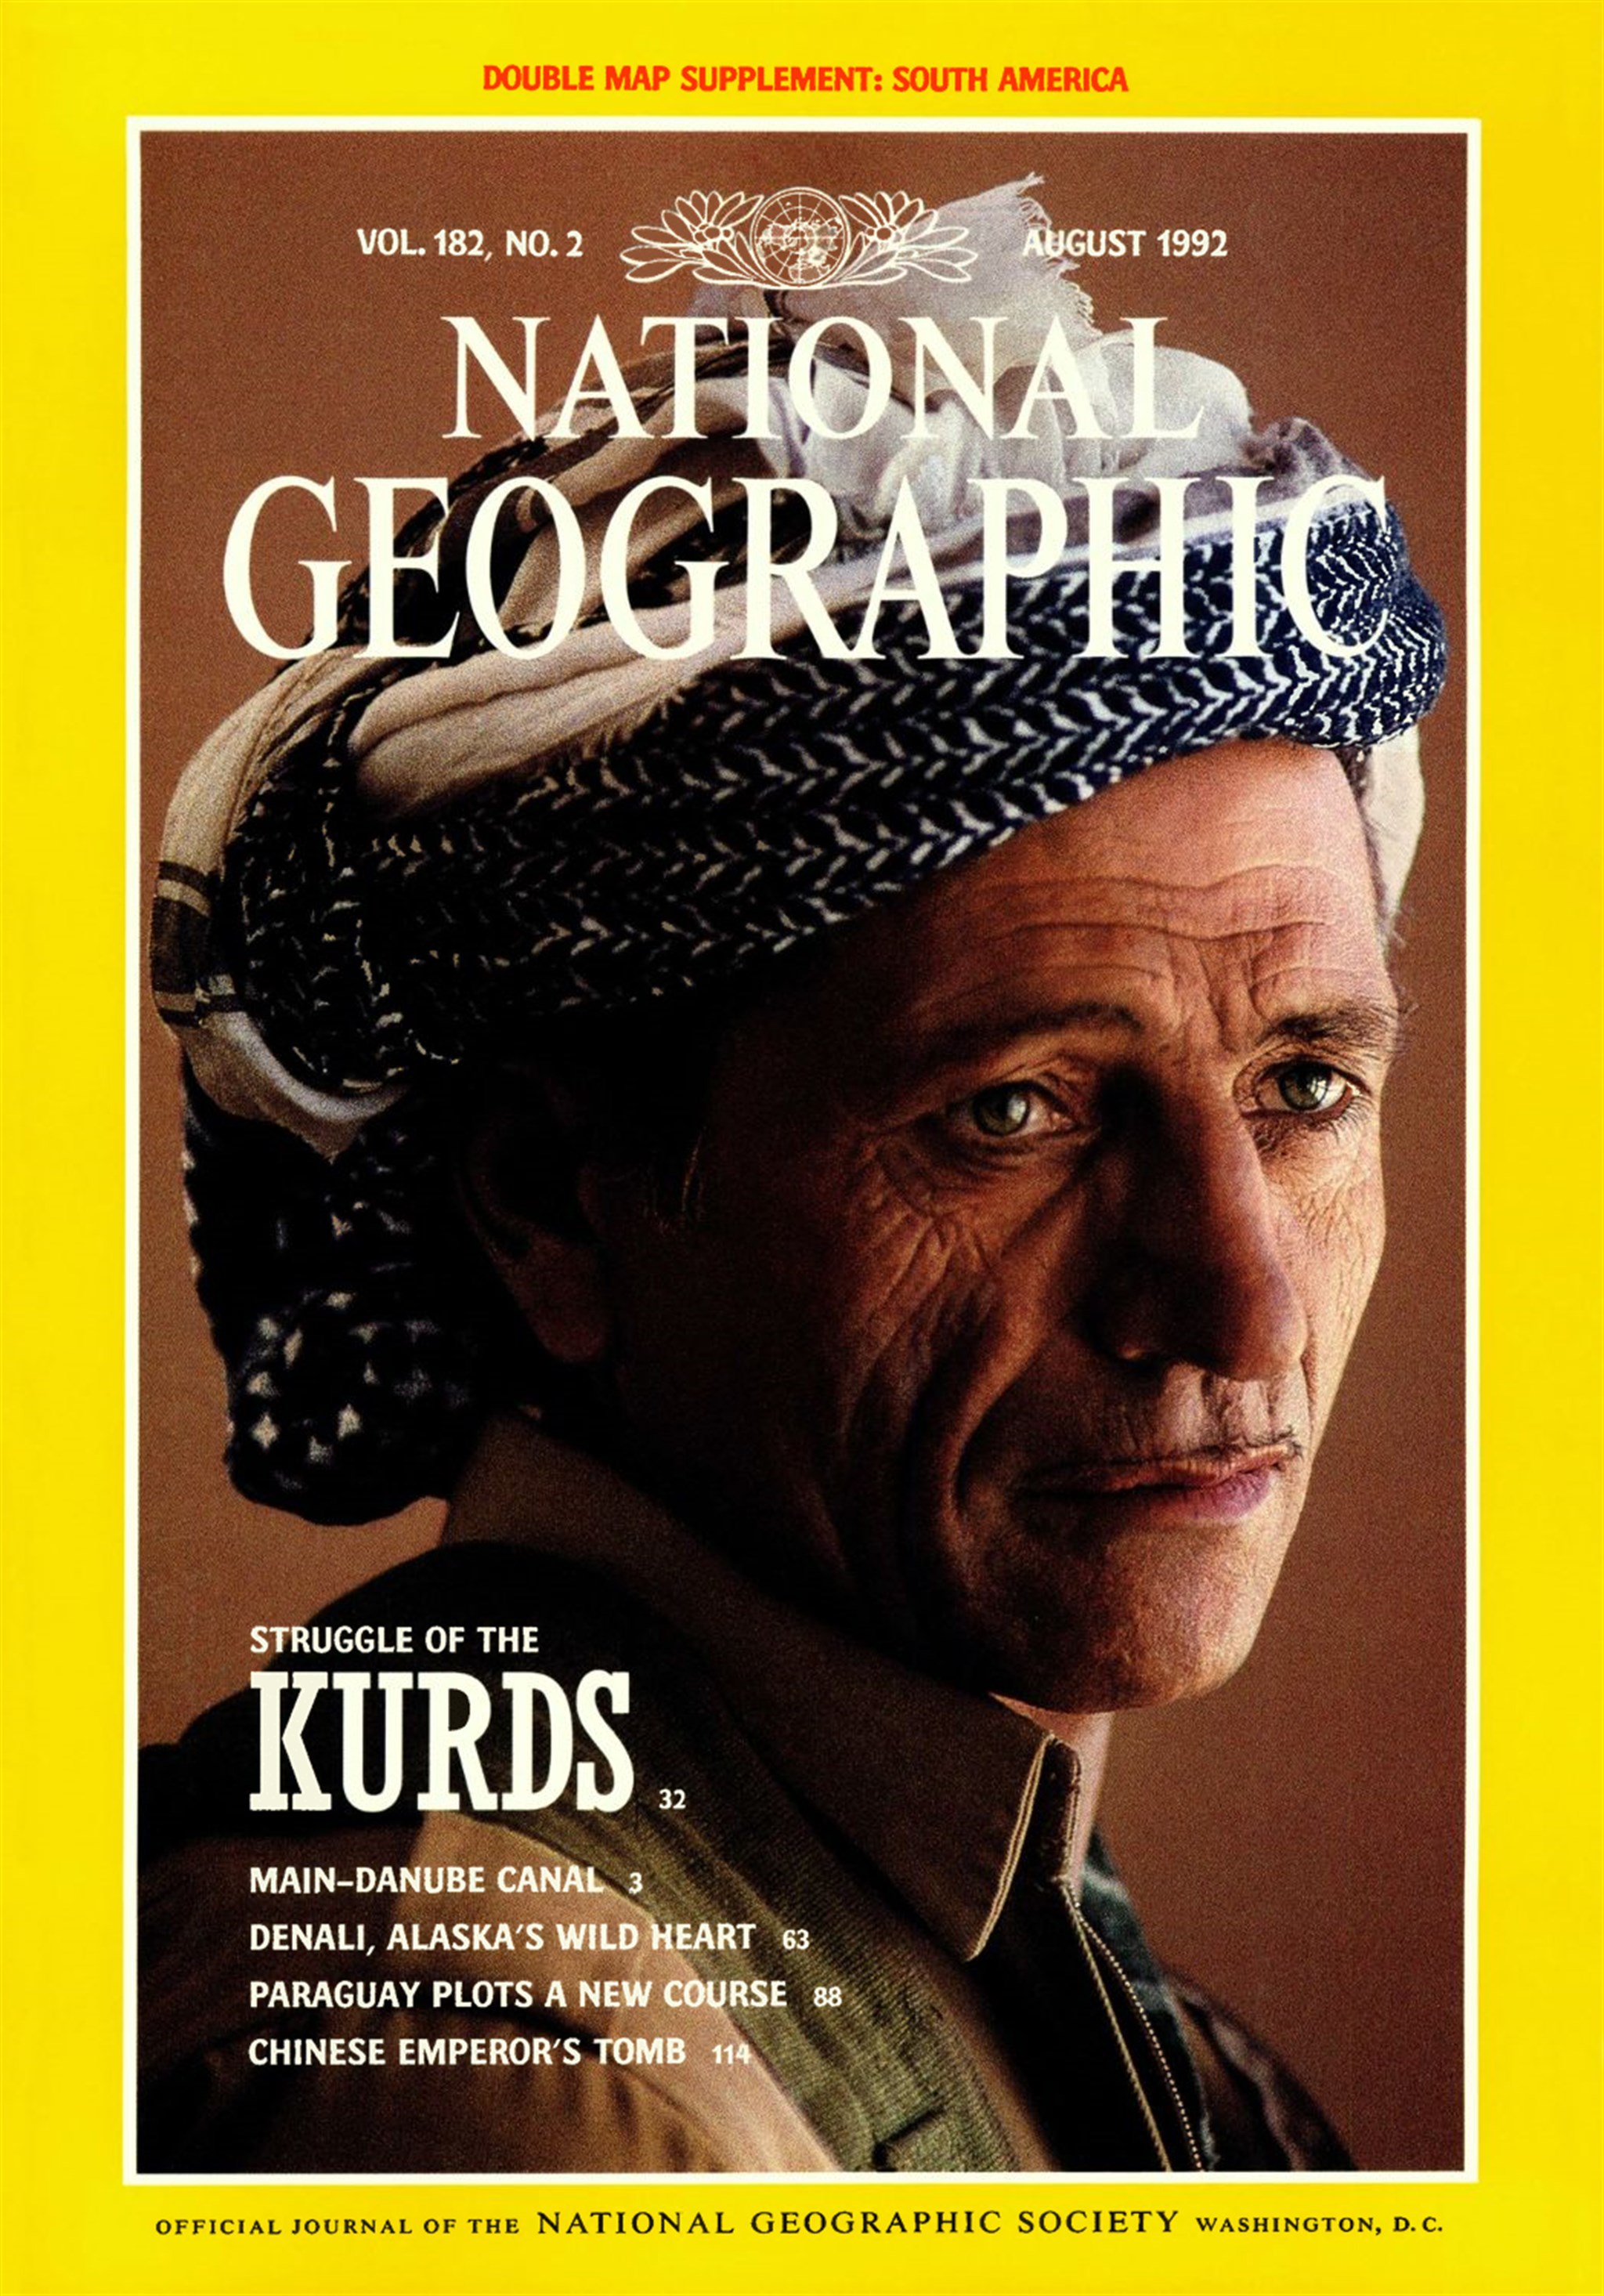 DOUBLE MAP SUPPLEMENT: SOUTH AMERICA
VOL. 182, NO. 2 AUGUST 1992
NATIONAL
GEOGRAPHIC
STRUGGLE OF THE
KURDS 32
MAIN–DANUBE CANAL 3
DENALI, ALASKA'S WILD HEART 63
PARAGUAY PLOTS A NEW COURSE 88
CHINESE EMPEROR'S TOMB 114
OFFICIAL JOURNAL OF THE NATIONAL GEOGRAPHIC SOCIETY WASHINGTON, D.C.